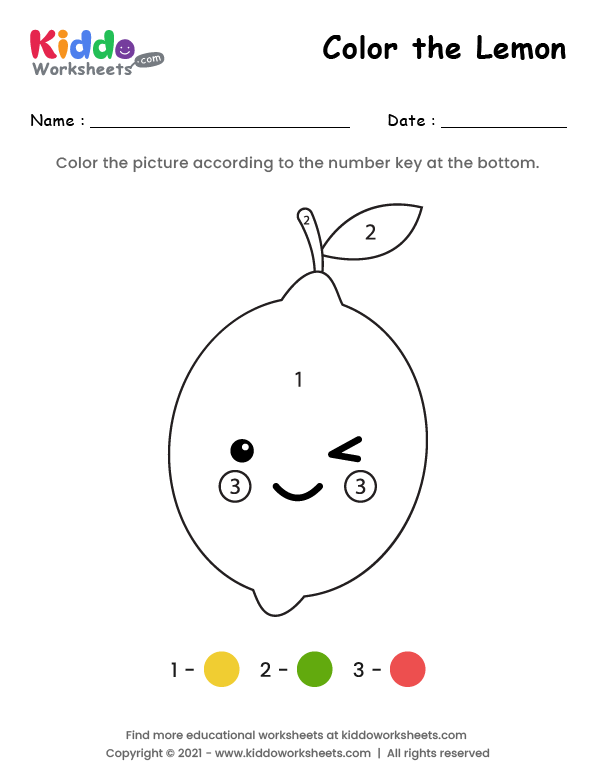 Kiddo
Worksheets .com
Color the Lemon
Name : Date :
Color the picture according to the number key at the bottom.
2
2
1
3 3
1 - 2 - 3 -
Find more educational worksheets at kiddoworksheets.com
Copyright © 2021 - www.kiddoworksheets.com | All rights reserved